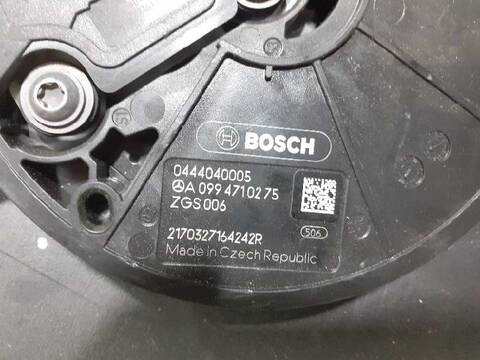 BOSCH
0444040005
A 099 471 02 75
ZGS 006
2170327164242R
506
Made in Czech Republic